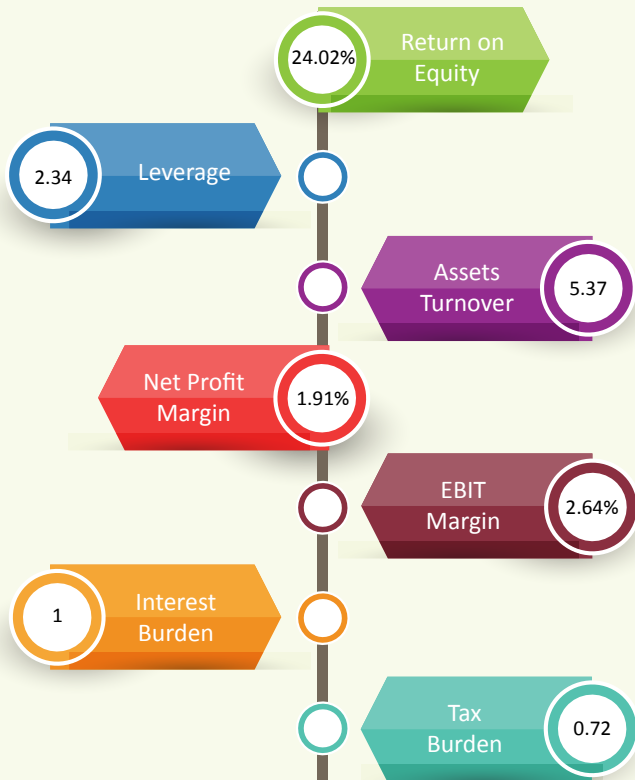 24.02%
Return on
Equity
2.34
Leverage
Assets
Turnover
5.37
Net Profit
Margin
1.91%
EBIT
Margin
2.64%
1
Interest
Burden
Tax
Burden
0.72